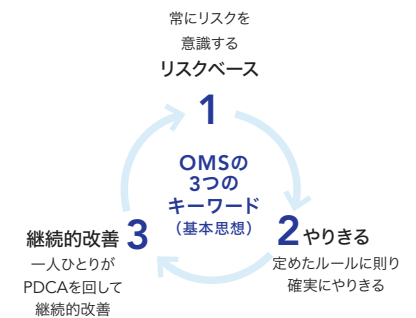 常にリスクを
意識する
リスクベース
1
OMSの
3つの
キーワード
（基本思想）
2 やりきる
定めたルールに則り
確実にやりきる
継続的改善 3
一人ひとりが
PDCAを回して
継続的改善